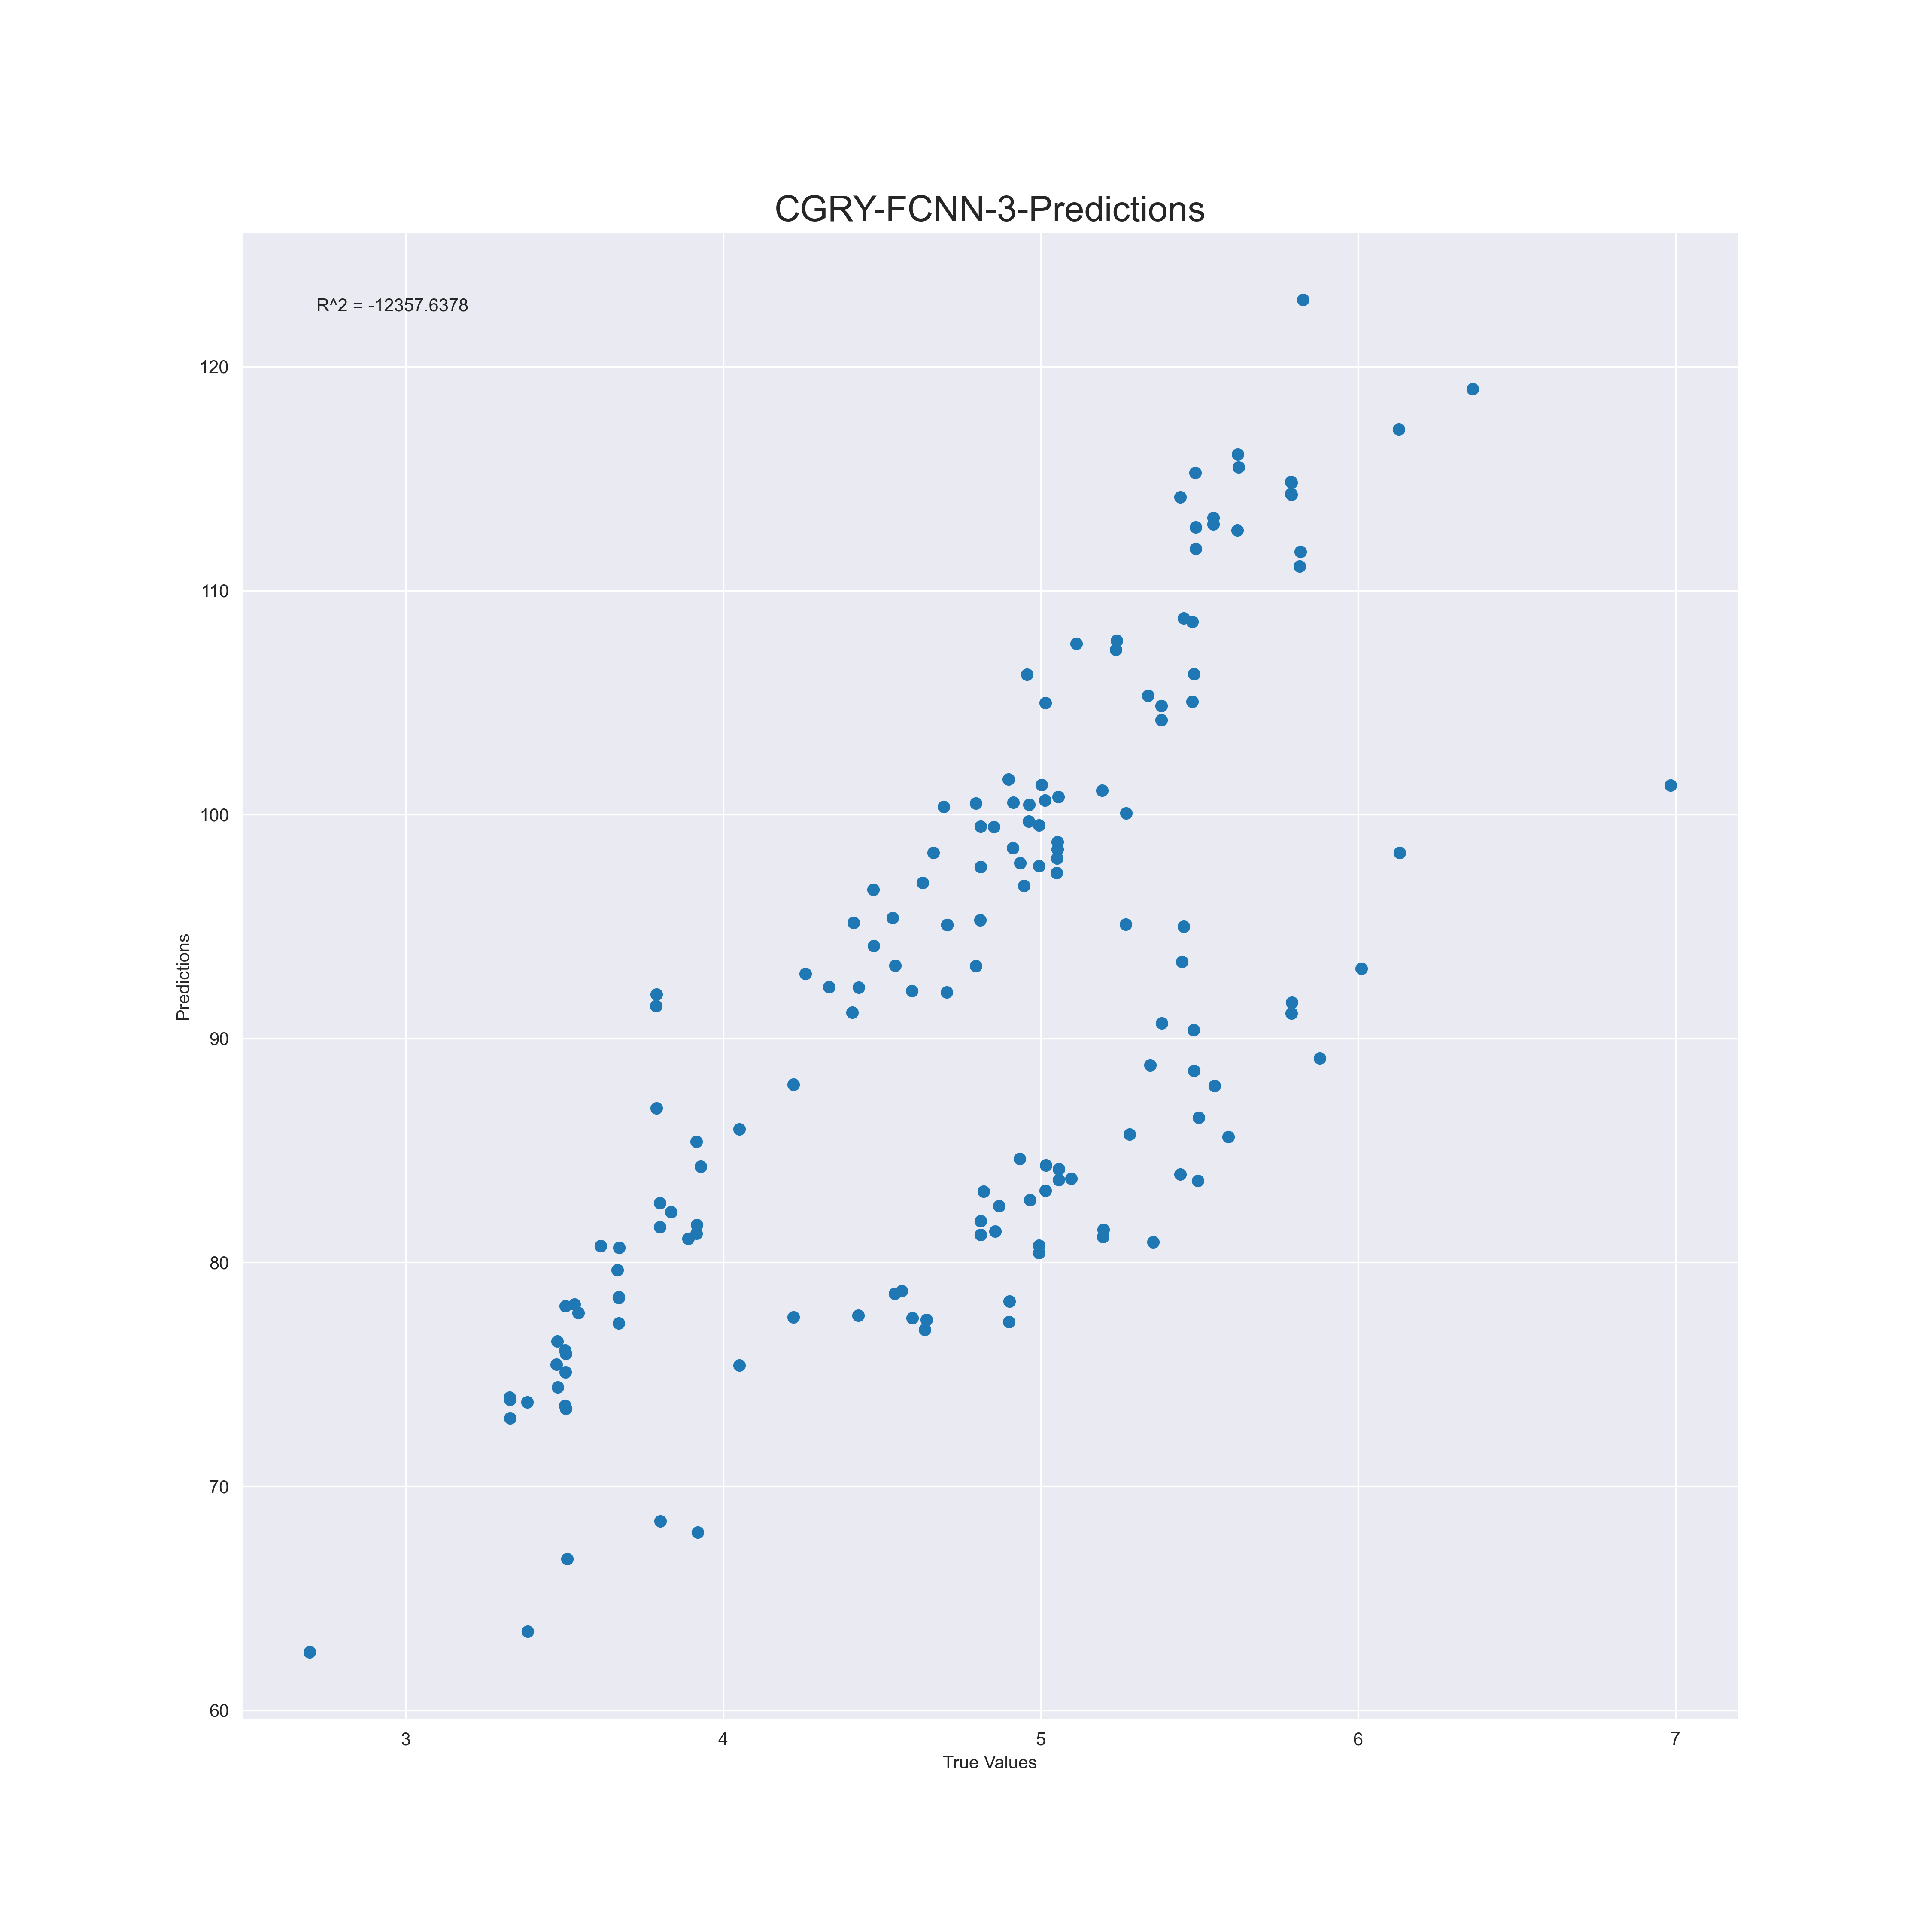 CGRY-FCNN-3-Predictions
R^2 = -12357.6378
120
110
100
90
80
70
60
Predictions
3 4 5 6 7
True Values